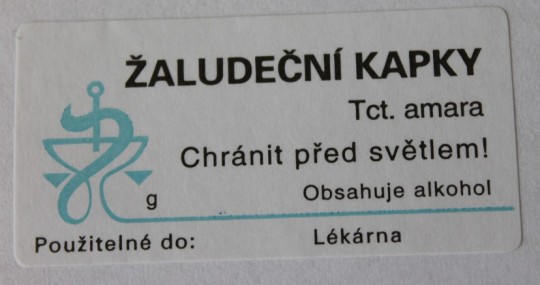 ŽALUDEČNÍ KAPKY
Tct. amara
Chránit před světlem!
g
Obsahuje alkohol
Použitelné do:
Lékárna